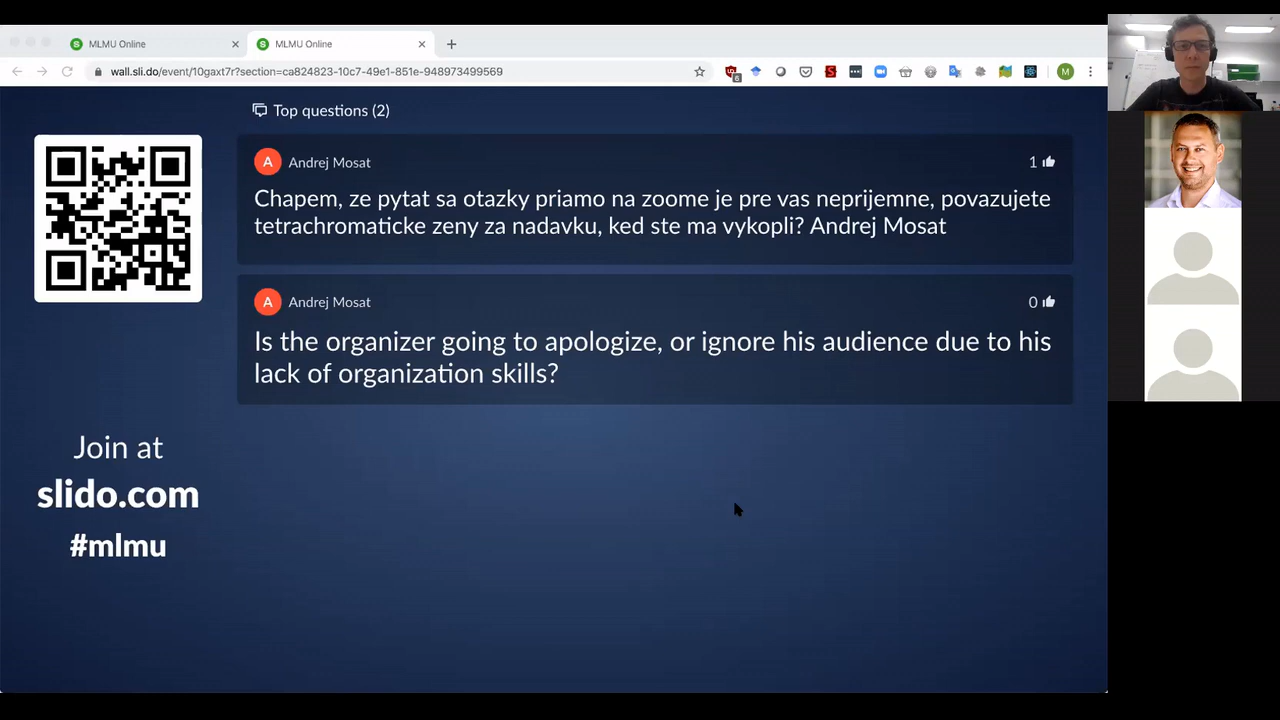 MLMU Online
MLMU Online
wall.sli.do/event/10gaxt7r?section=ca824823-10c7-49e1-851e-948973499569
M
Top questions (2)
A Andrej Mosat 1
Chapem, ze pytat sa otazky priamo na zoome je pre vas neprijemne, povazujete
tetrachromaticke zeny za nadavku, ked ste ma vykopli? Andrej Mosat
A Andrej Mosat 0
Is the organizer going to apologize, or ignore his audience due to his
lack of organization skills?
Join at
slido.com
#mlmu